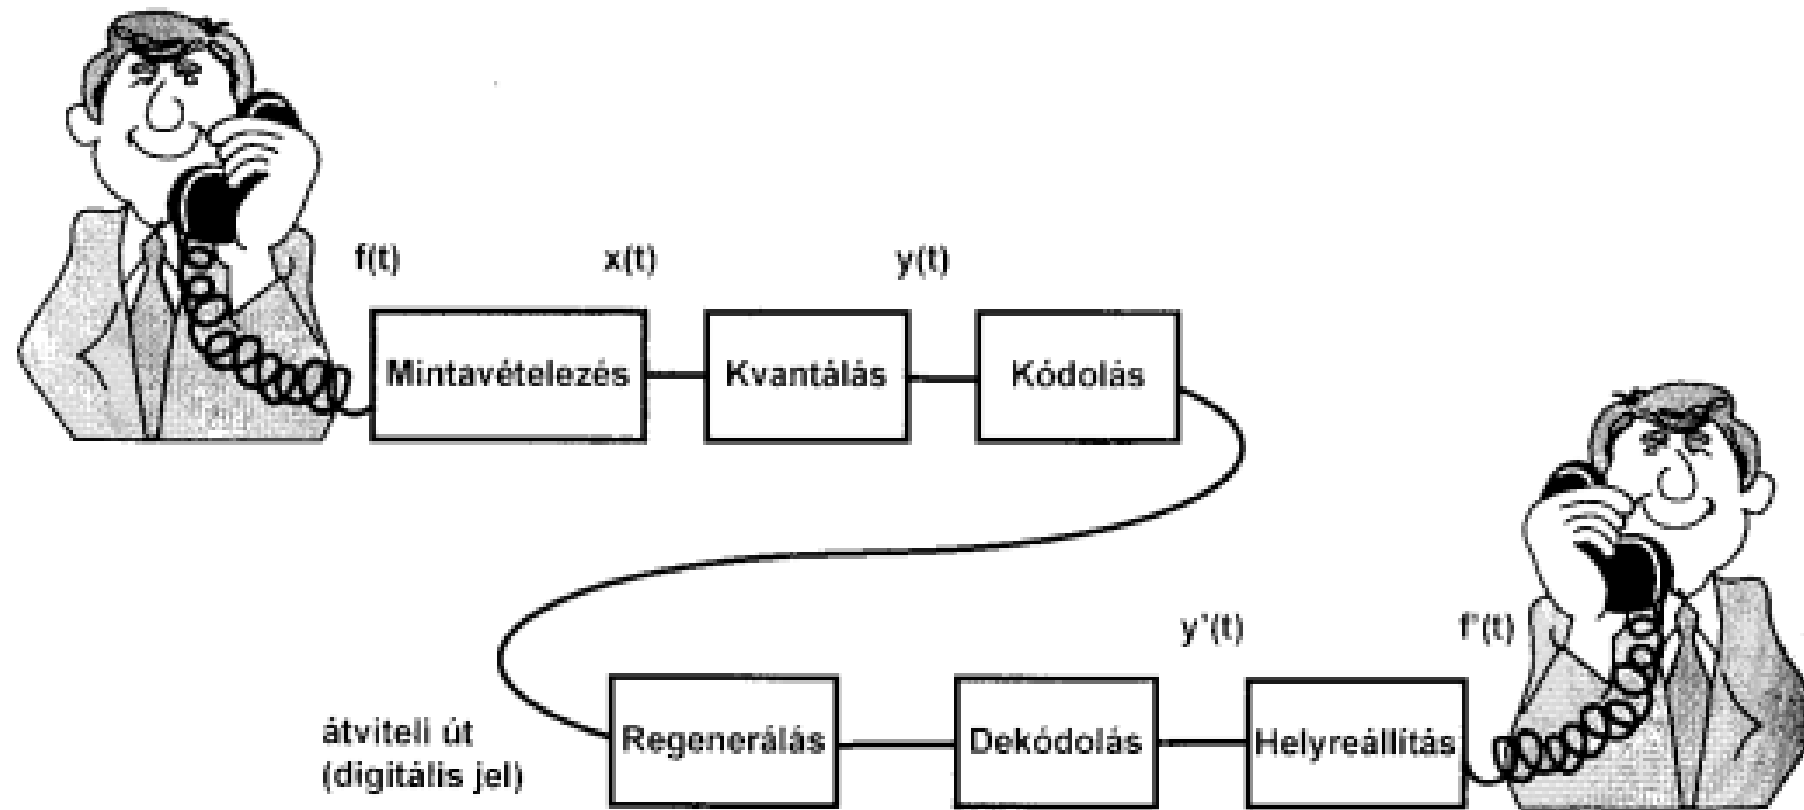 f(t) x(t) y(t)
Mintavételezés Kvantálás Kódolás
y'(t) f'(t)
átviteli út
(digitális jel)
Regenerálás Dekódolás Helyreállítás